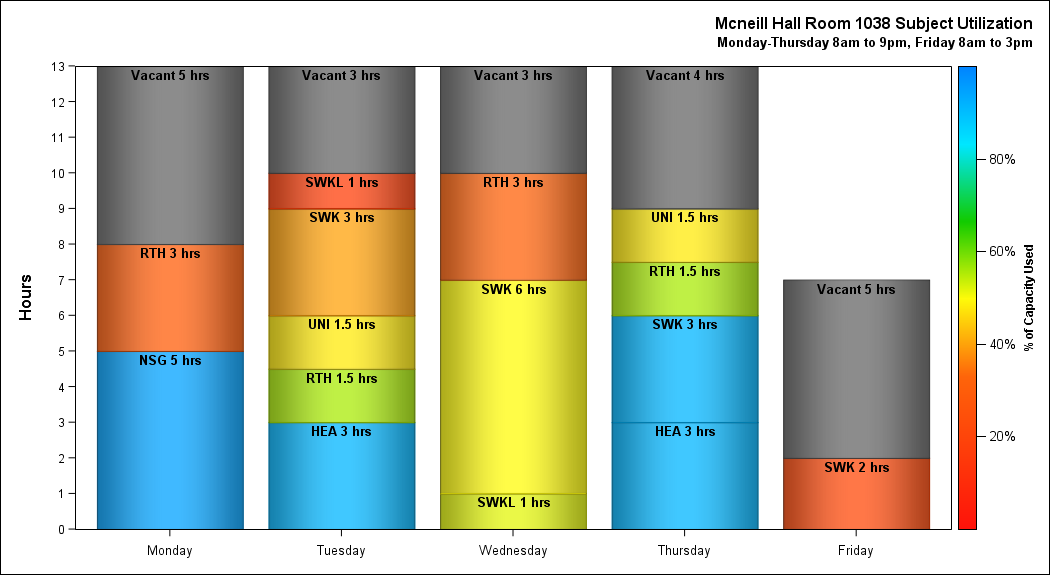 Mcneill Hall Room 1038 Subject Utilization
Monday-Thursday 8am to 9pm, Friday 8am to 3pm
Hours
13
12
11
10
9
8
7
6
5
4
3
2
1
0
Vacant 5 hrs
RTH 3 hrs
NSG 5 hrs
Vacant 3 hrs
SWKL 1 hrs
SWK 3 hrs
UNI 1.5 hrs
RTH 1.5 hrs
HEA 3 hrs
Vacant 3 hrs
RTH 3 hrs
SWK 6 hrs
SWKL 1 hrs
Vacant 4 hrs
UNI 1.5 hrs
RTH 1.5 hrs
SWK 3 hrs
HEA 3 hrs
Vacant 5 hrs
SWK 2 hrs
Monday
Tuesday
Wednesday
Thursday
Friday
80%
60%
40%
20%
% of Capacity Used